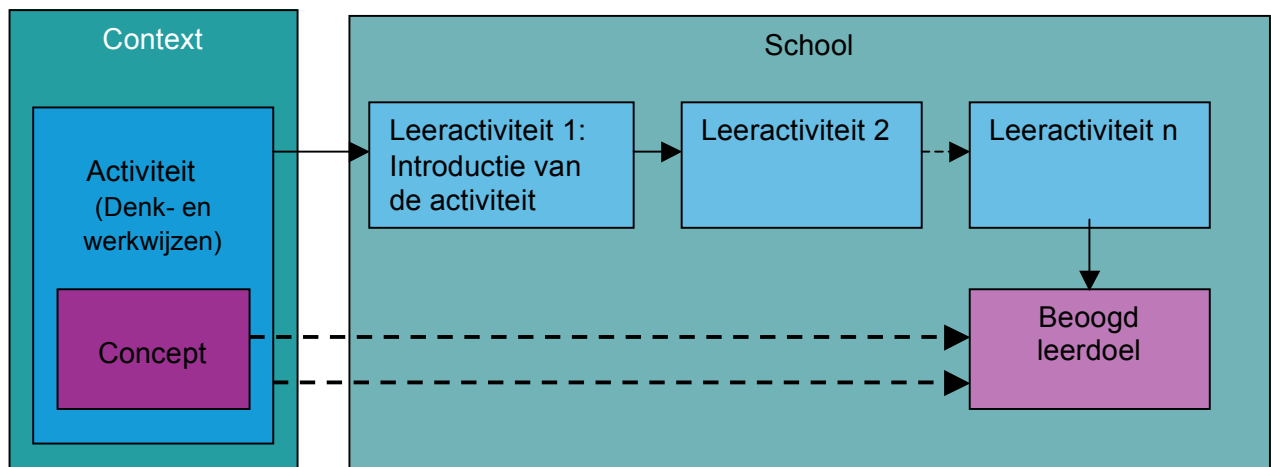 Context
School
Activiteit
(Denk- en
werkwijzen)
Concept
Leeractiviteit 1:
Introductie van
de activiteit
Leeractiviteit 2
Leeractiviteit n
Beoogd
leerdoel